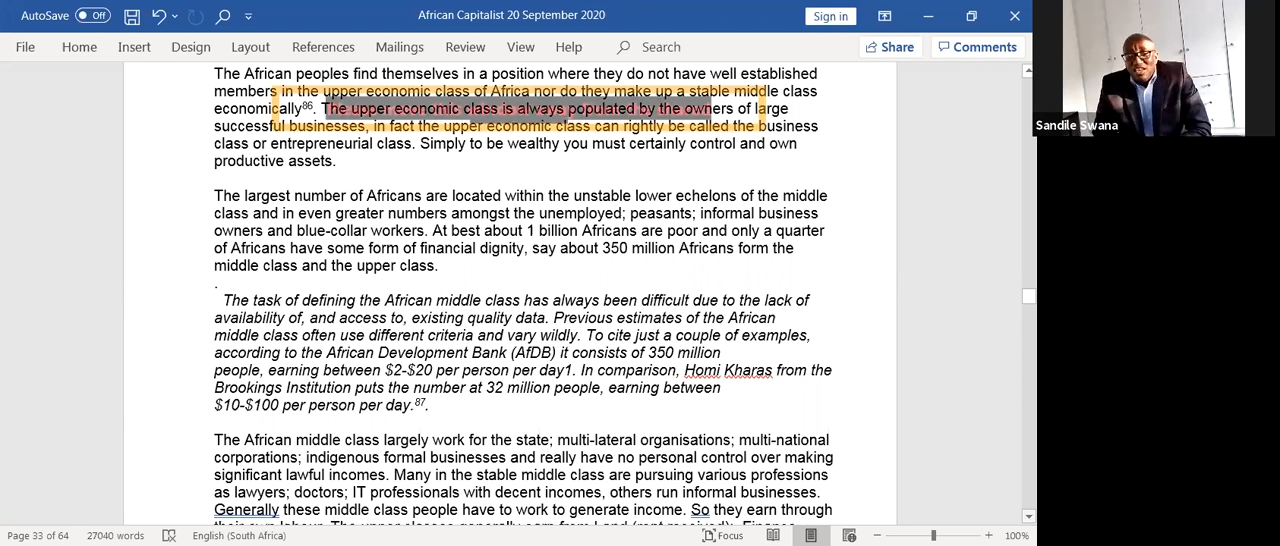 AutoSave Off African Capitalist 20 September 2020 Sign in
File Home Insert Design Layout References Mailings Review View Help Search Share Comments
The African peoples find themselves in a position where they do not have well established
members in the upper economic class of Africa nor do they make up a stable middle class
economically86. The upper economic class is always populated by the owners of large
successful businesses, in fact the upper economic class can rightly be called the business
class or entrepreneurial class. Simply to be wealthy you must certainly control and own
productive assets.
The largest number of Africans are located within the unstable lower echelons of the middle
class and in even greater numbers amongst the unemployed; peasants; informal business
owners and blue-collar workers. At best about 1 billion Africans are poor and only a quarter
of Africans have some form of financial dignity, say about 350 million Africans form the
middle class and the upper class.
.
The task of defining the African middle class has always been difficult due to the lack of
availability of, and access to, existing quality data. Previous estimates of the African
middle class often use different criteria and vary wildly. To cite just a couple of examples,
according to the African Development Bank (AfDB) it consists of 350 million
people, earning between $2-$20 per person per day1. In comparison, Homi Kharas from the
Brookings Institution puts the number at 32 million people, earning between
$10-$100 per person per day.87.
The African middle class largely work for the state; multi-lateral organisations; multi-national
corporations; indigenous formal businesses and really have no personal control over making
significant lawful incomes. Many in the stable middle class are pursuing various professions
as lawyers; doctors; IT professionals with decent incomes, others run informal businesses.
Generally these middle class people have to work to generate income. So they earn through
their own labour. The upper classes generally earn from Land (rent received); Finance
Page 33 of 64 27040 words English (South Africa) Focus 100%
Sandile Swana